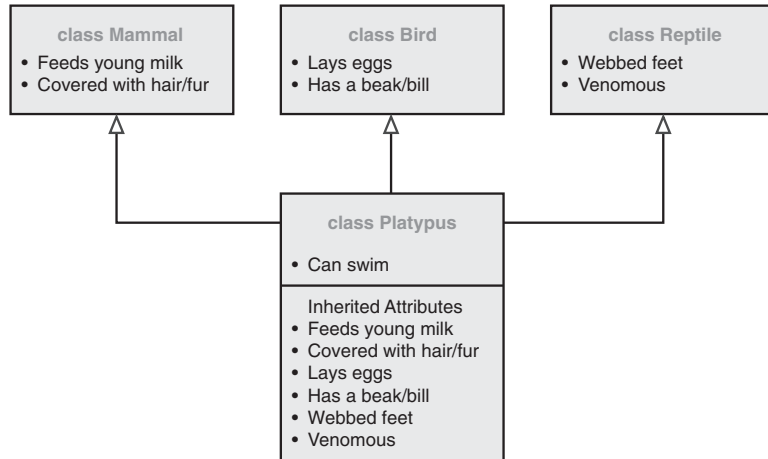 class Mammal
• Feeds young milk
• Covered with hair/fur
class Bird
• Lays eggs
• Has a beak/bill
class Reptile
• Webbed feet
• Venomous
class Platypus
• Can swim
Inherited Attributes
• Feeds young milk
• Covered with hair/fur
• Lays eggs
• Has a beak/bill
• Webbed feet
• Venomous